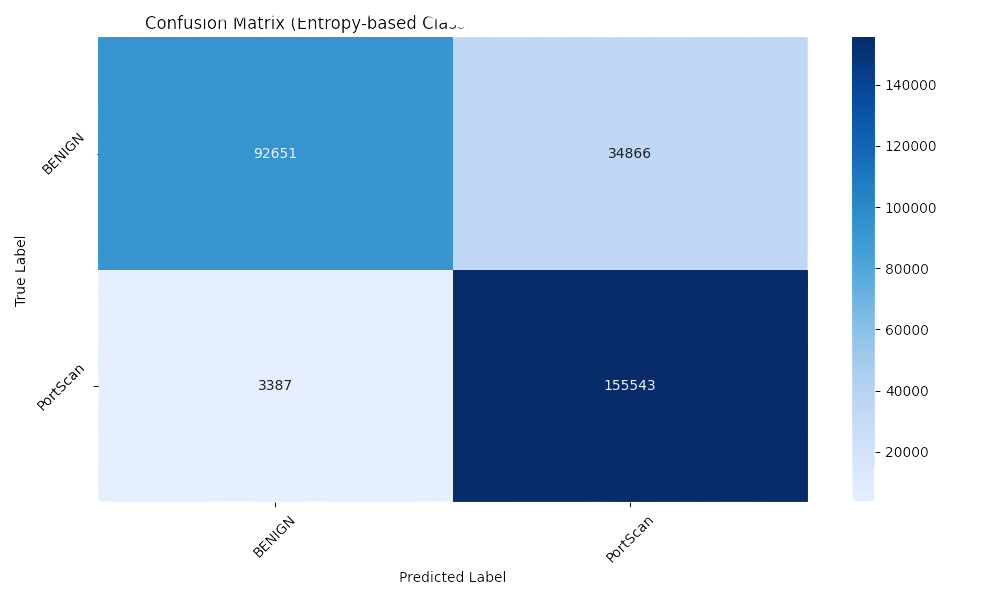 Confusion Matrix (Entropy-based
BENIGN
92651
34866
PortScan
3387
155543
True Label
BENIGN
PortScan
Predicted Label
140000
120000
100000
80000
60000
40000
20000